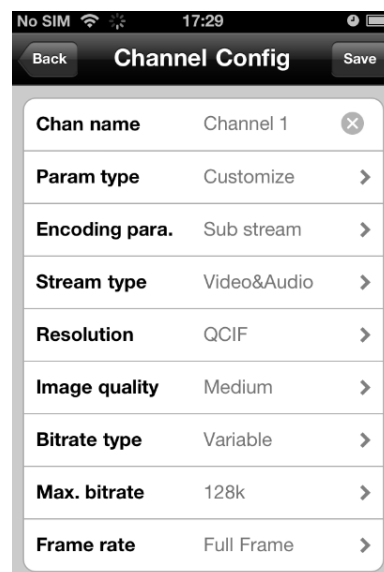 No SIM 17:29
Back Channel Config Save
Chan name Channel 1
Param type Customize
Encoding para. Sub stream
Stream type Video&Audio
Resolution QCIF
Image quality Medium
Bitrate type Variable
Max. bitrate 128k
Frame rate Full Frame